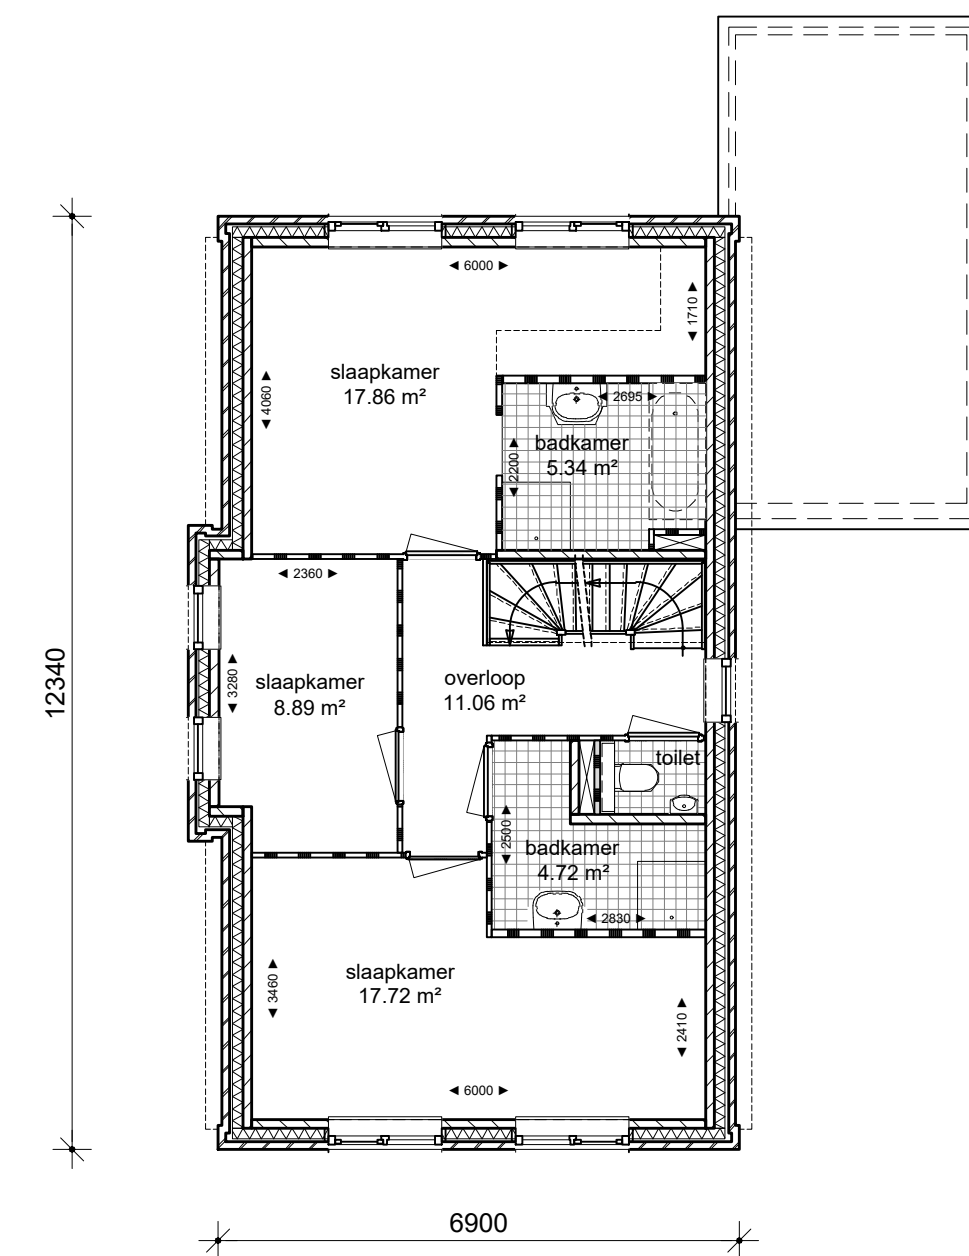 6000
1710
slaapkamer
17.86 m²
4060
2695
badkamer
5.34 m²
2200
2360
12340
3280
slaapkamer
8.89 m²
overloop
11.06 m²
toilet
2500
badkamer
4.72 m²
2830
slaapkamer
17.72 m²
3460
2410
6000
6900